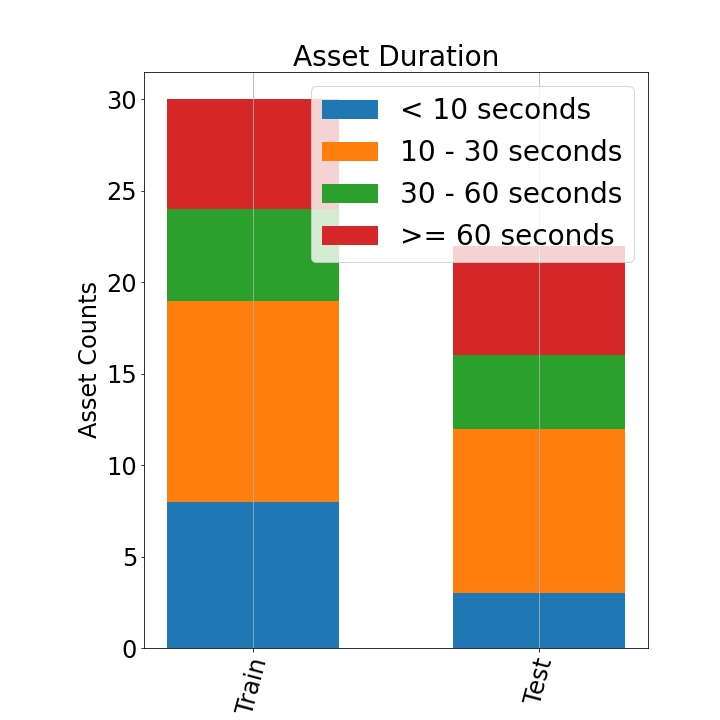 Asset Duration
< 10 seconds
10 - 30 seconds
30 - 60 seconds
>= 60 seconds
30
25
20
15
10
5
0
Asset Counts
Train
Test